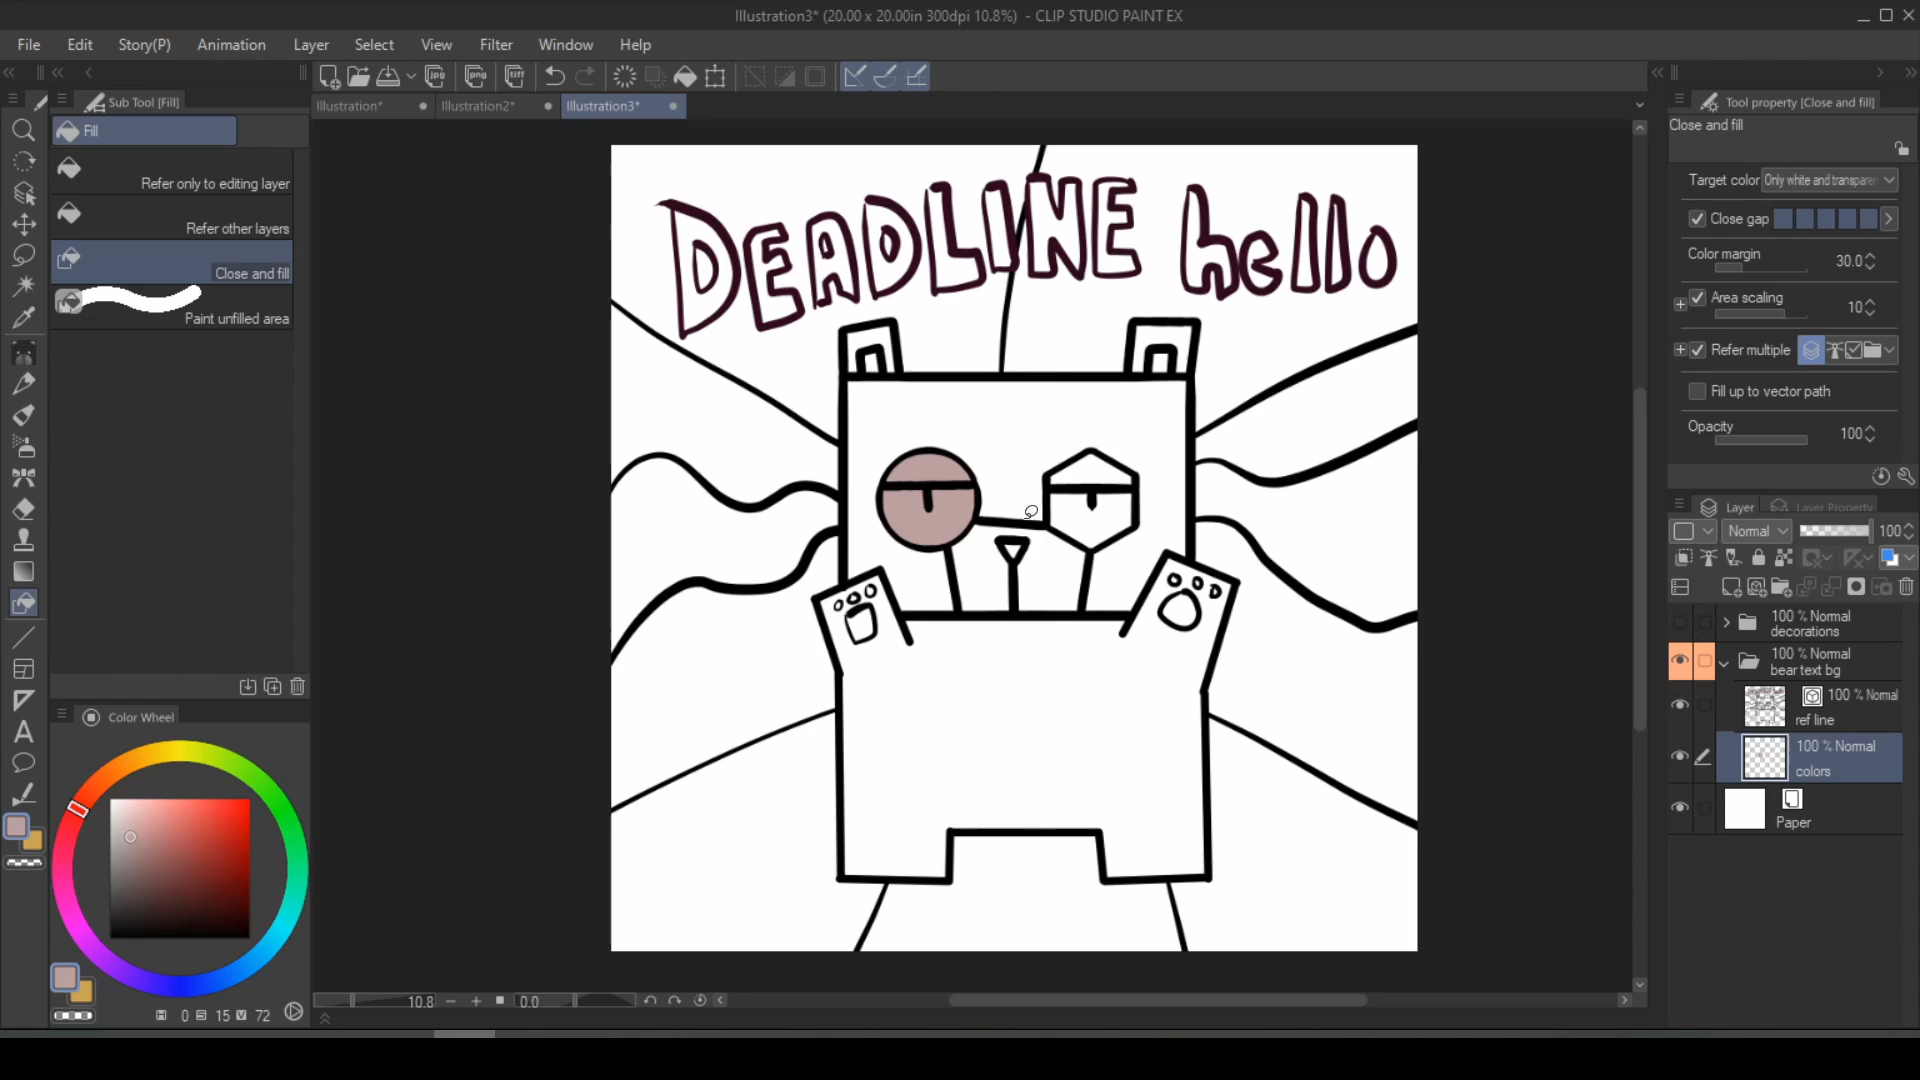 Illustration3* (20.00 x 20.00in 300dpi 10.8%) - CLIP STUDIO PAINT EX
File Edit Story(P) Animation Layer Select View Filter Window Help
Sub Tool [Fill]
Fill
Refer only to editing layer
Refer other layers
Close and fill
Paint unfilled area
jpg png tiff
Illustration* Illustration2* Illustration3*
DEADLINE hello
Color Wheel
0 S 15 V 72
10.8 0.0
Tool property [Close and fill]
Close and fill
Target color Only white and transpare
Close gap
Color margin 30.0
Area scaling 10
Refer multiple
Fill up to vector path
Opacity 100
Layer Layer Property
Normal 100
100 % Normal
decorations
100 % Normal
bear text bg
100 % Normal
ref line
100 % Normal
colors
Paper